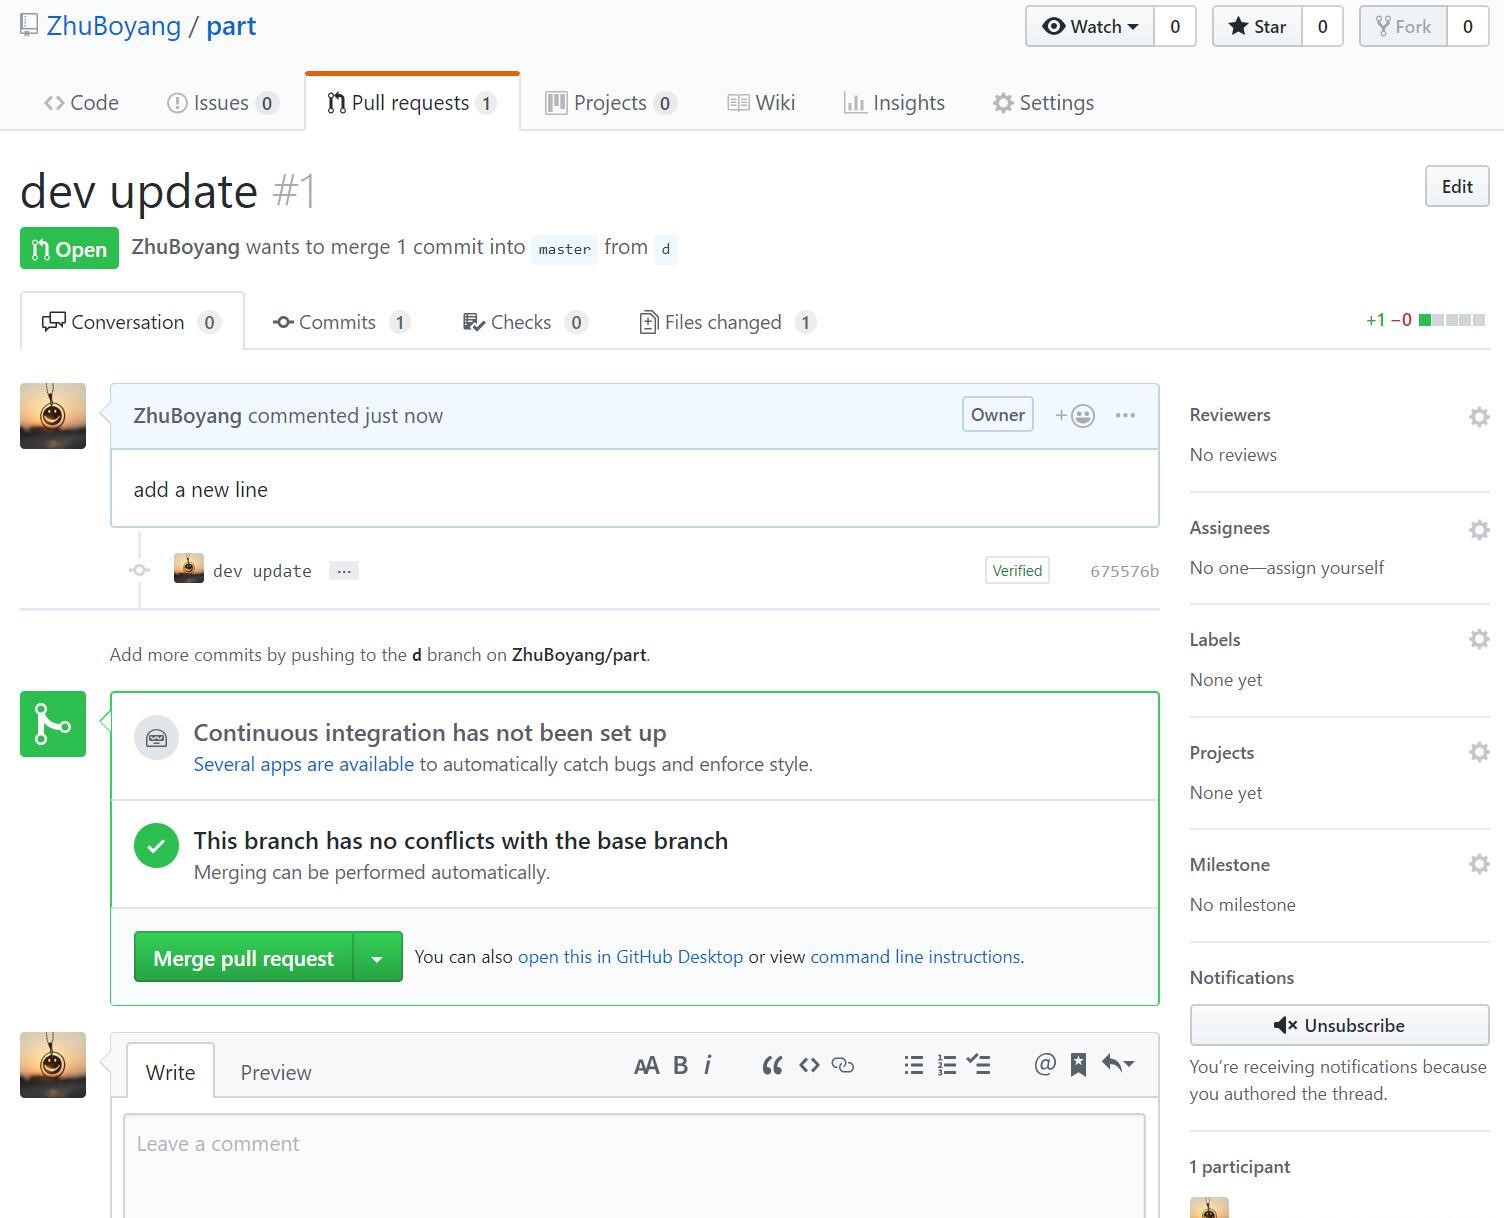 ZhuBoyang / part
Watch 0 Star 0 Fork 0
Code Issues 0 Pull requests 1 Projects 0 Wiki Insights Settings
dev update #1
Edit
Open ZhuBoyang wants to merge 1 commit into master from d
Conversation 0 Commits 1 Checks 0 Files changed 1
+1 −0
ZhuBoyang commented just now
Owner
add a new line
dev update ...
Verified 675576b
Add more commits by pushing to the d branch on ZhuBoyang/part.
Continuous integration has not been set up
Several apps are available to automatically catch bugs and enforce style.
This branch has no conflicts with the base branch
Merging can be performed automatically.
Merge pull request
You can also open this in GitHub Desktop or view command line instructions.
Write Preview
AA B i
Leave a comment
Reviewers
No reviews
Assignees
No one—assign yourself
Labels
None yet
Projects
None yet
Milestone
No milestone
Notifications
Unsubscribe
You’re receiving notifications because
you authored the thread.
1 participant